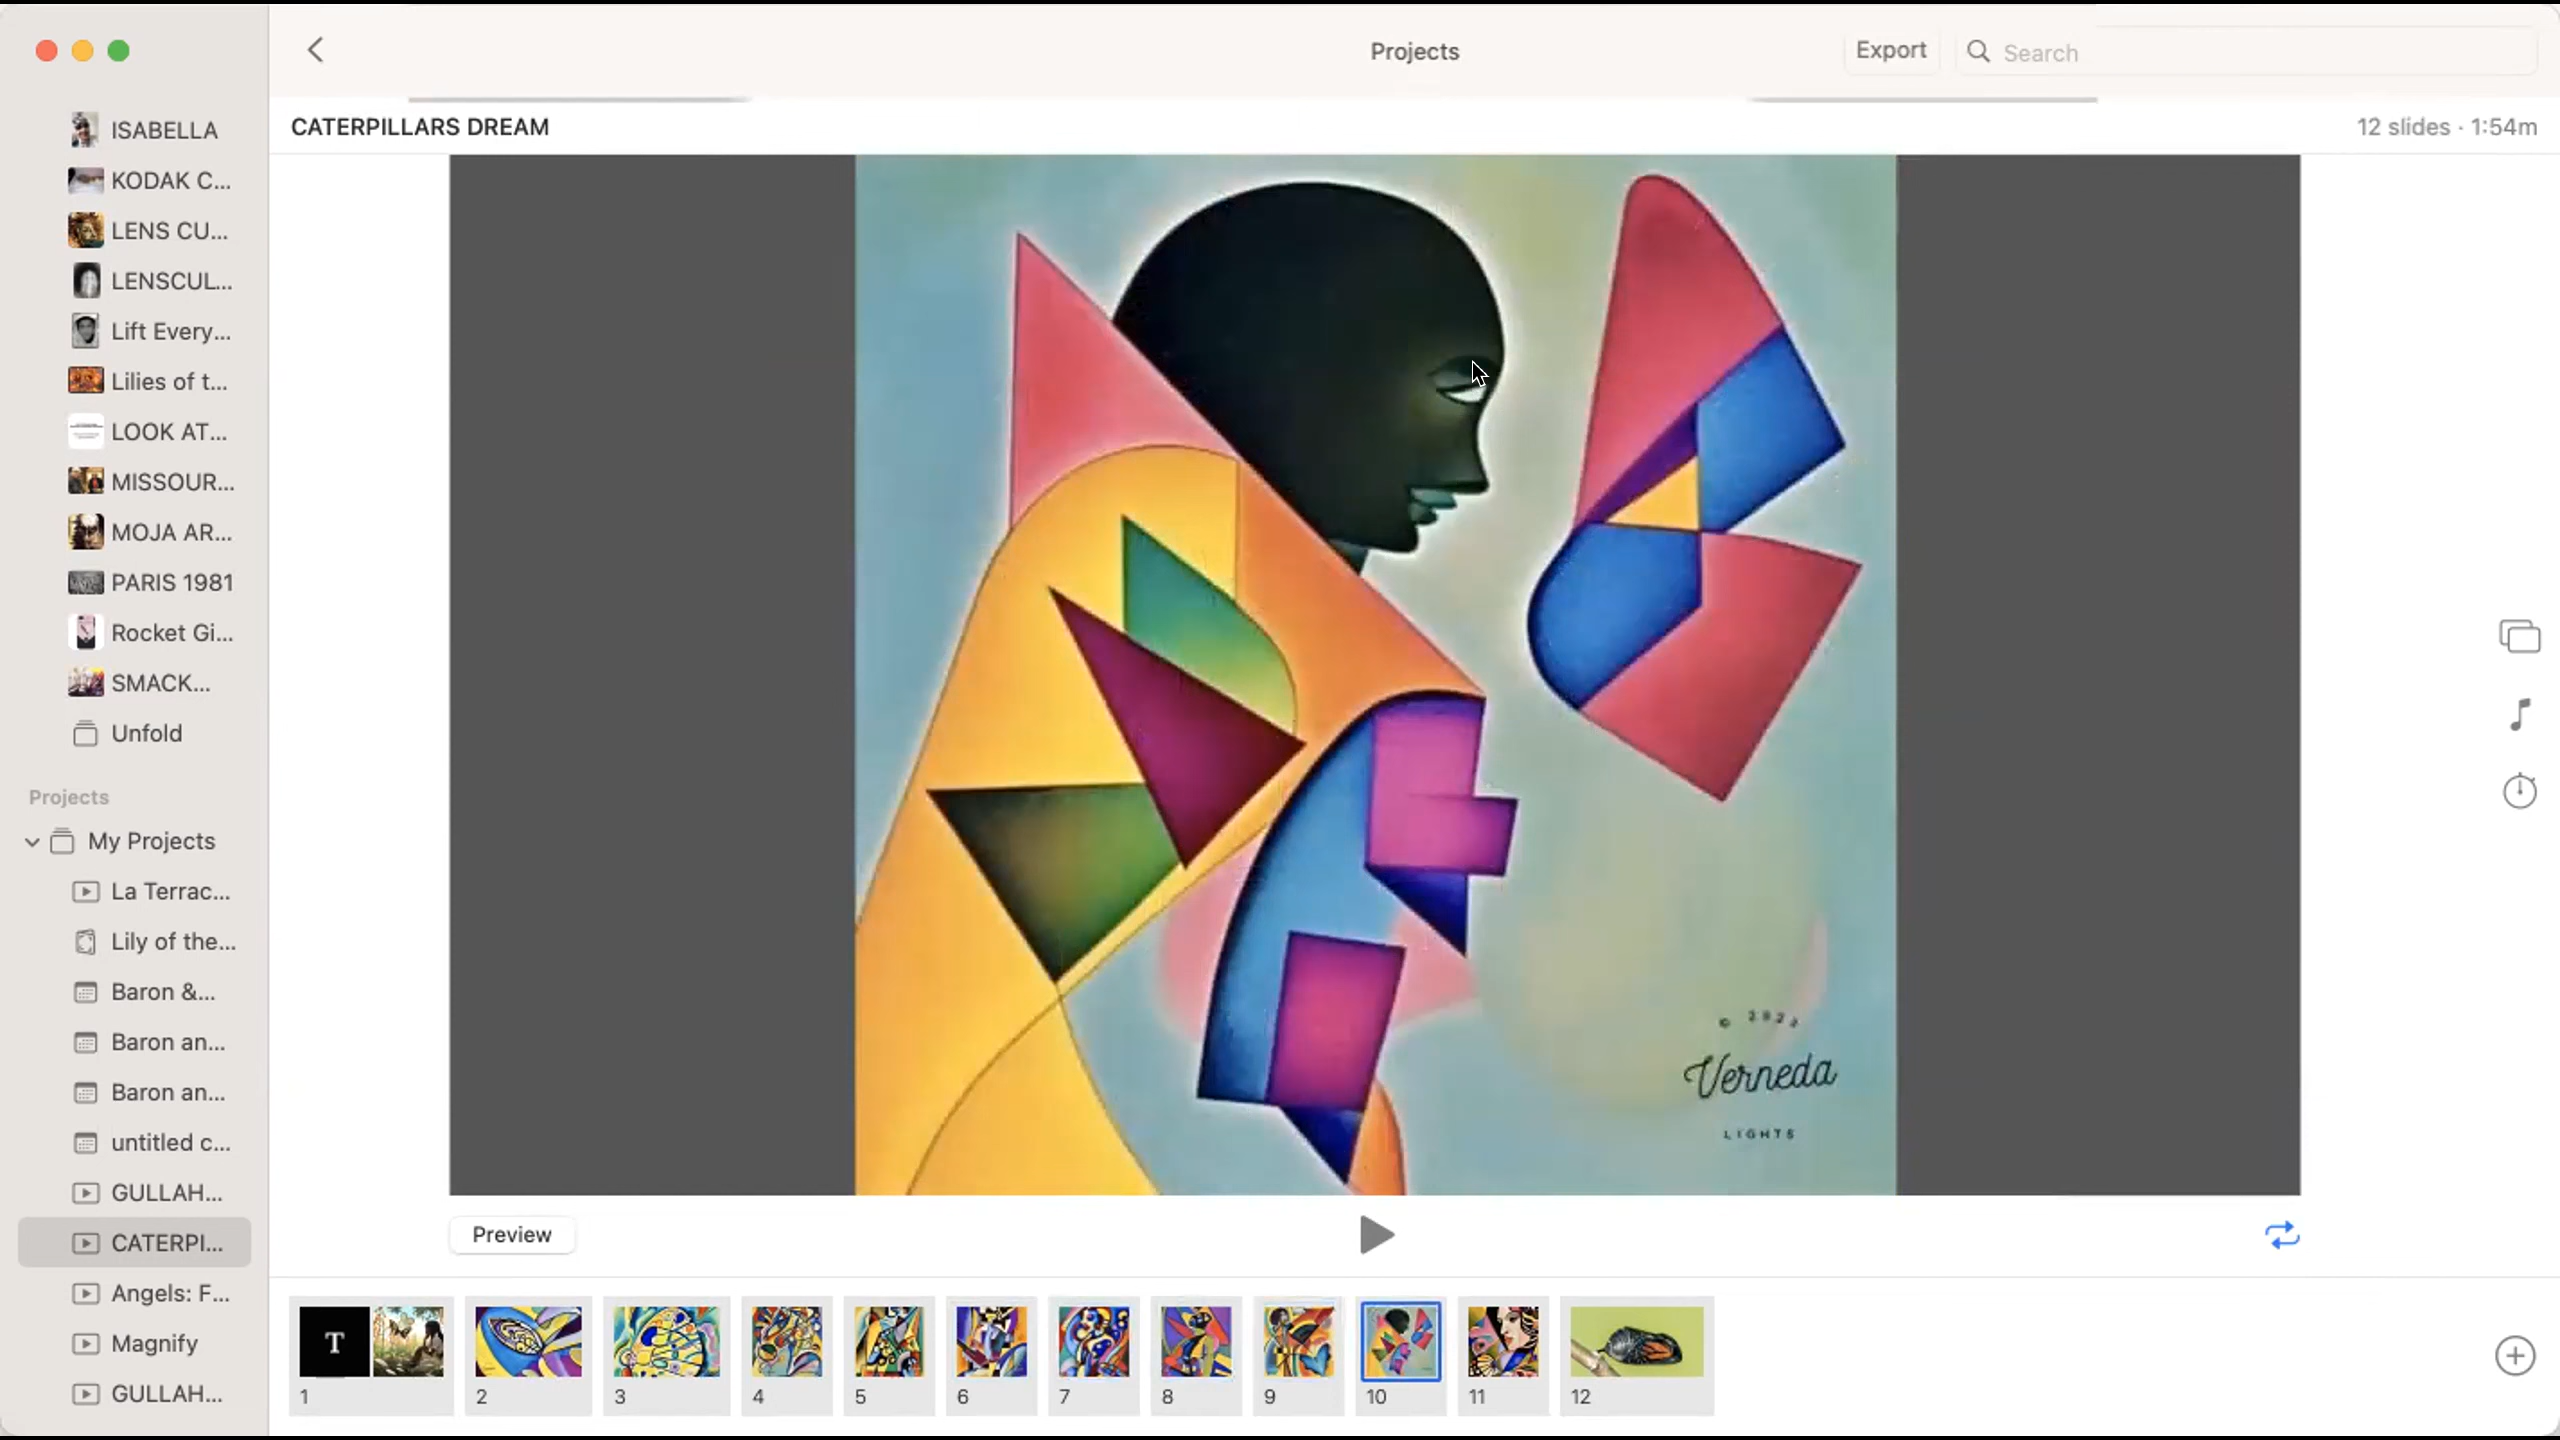 Projects
Export
Search
CATERPILLARS DREAM
12 slides · 1:54m
ISABELLA
KODAK C...
LENS CU...
LENSCUL...
Lift Every...
Lilies of t...
LOOK AT...
MISSOUR...
MOJA AR...
PARIS 1981
Rocket Gi...
SMACK...
Unfold
Projects
My Projects
La Terrac...
Lily of the...
Baron &...
Baron an...
Baron an...
untitled c...
GULLAH...
CATERPI...
Angels: F...
Magnify
GULLAH...
© 2023
Verneda
LIGHTS
Preview
T
1
2
3
4
5
6
7
8
9
10
11
12